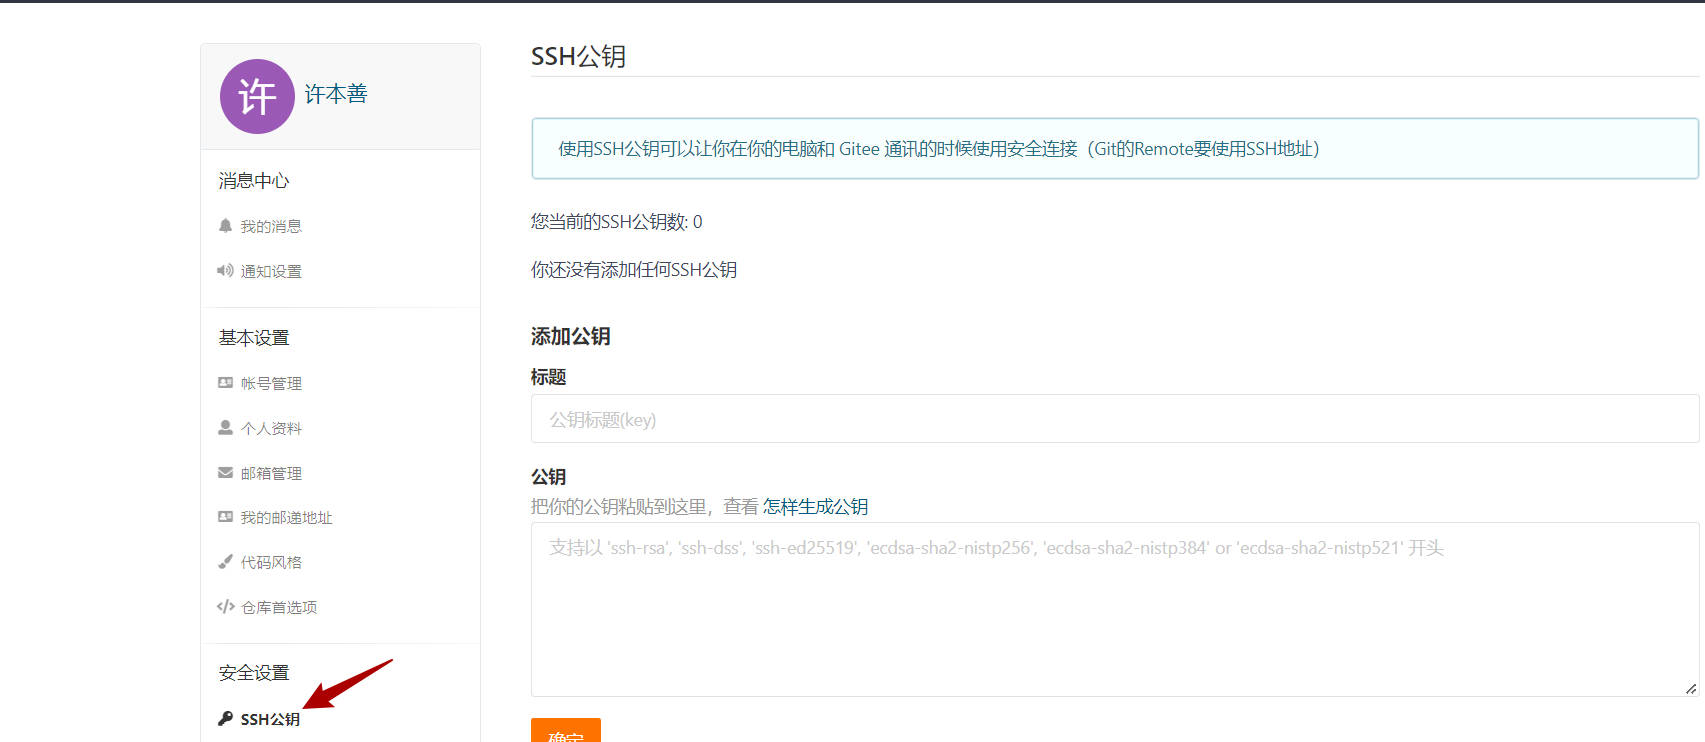 许
许本善
消息中心
我的消息
通知设置
基本设置
帐号管理
个人资料
邮箱管理
我的邮递地址
代码风格
仓库首选项
安全设置
SSH公钥
SSH公钥
使用SSH公钥可以让你在你的电脑和 Gitee 通讯的时候使用安全连接（Git的Remote要使用SSH地址）
您当前的SSH公钥数: 0
你还没有添加任何SSH公钥
添加公钥
标题
公钥标题(key)
公钥
把你的公钥粘贴到这里，查看 怎样生成公钥
支持以 'ssh-rsa', 'ssh-dss', 'ssh-ed25519', 'ecdsa-sha2-nistp256', 'ecdsa-sha2-nistp384' or 'ecdsa-sha2-nistp521' 开头
确定